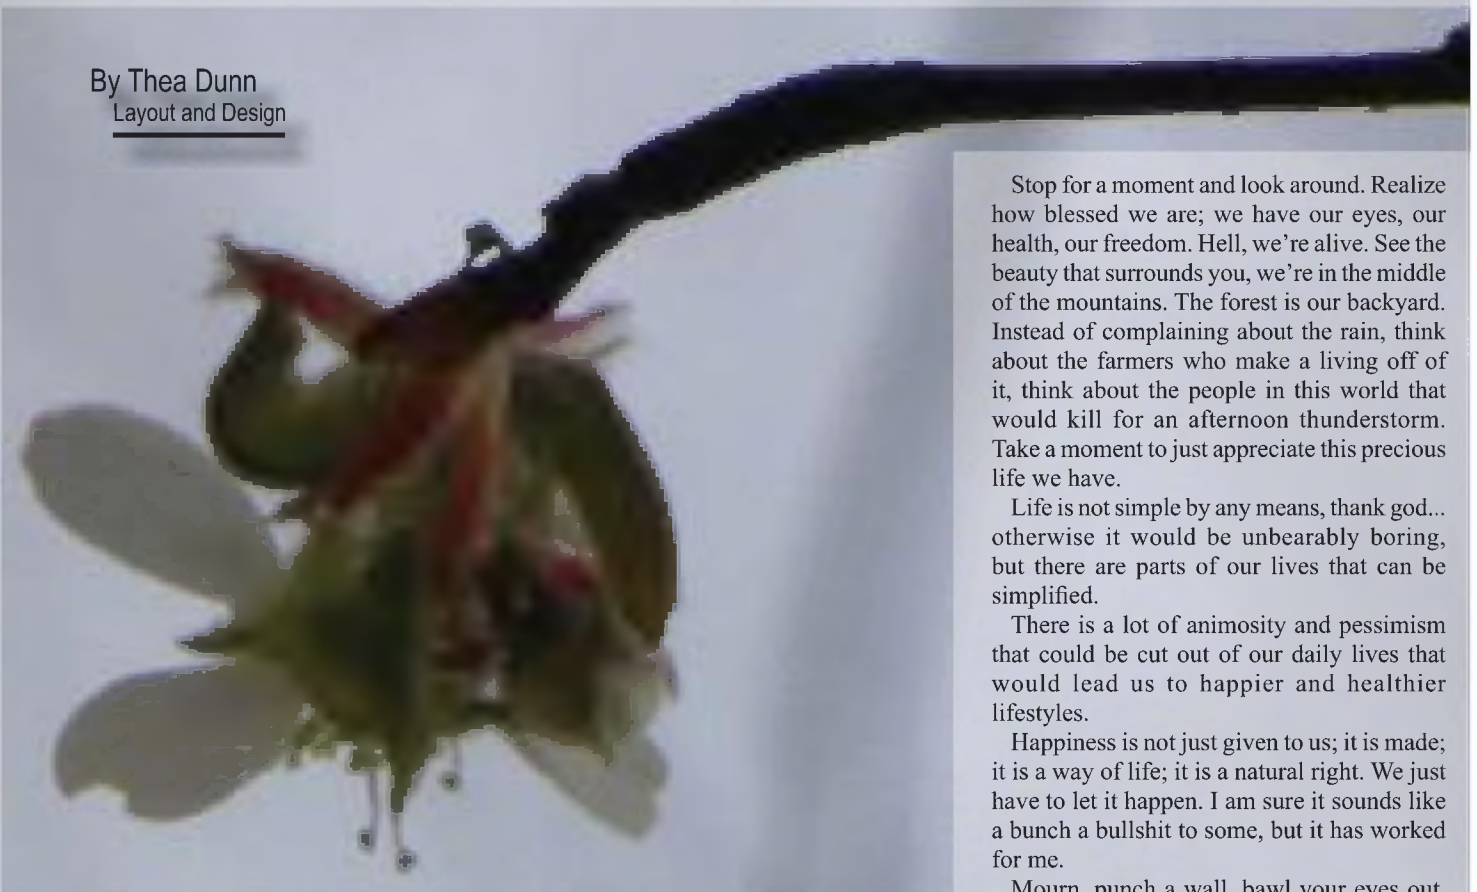 By Thea Dunn
Layout and Design
Stop for a moment and look around. Realize
how blessed we are; we have our eyes, our
health, our freedom. Hell, we're alive. See the
beauty that surrounds you, we're in the middle
of the mountains. The forest is our backyard.
Instead of complaining about the rain, think
about the farmers who make a living off of
it, think about the people in this world that
would kill for an afternoon thunderstorm.
Take a moment to just appreciate this precious
life we have.
Life is not simple by any means, thank god...
otherwise it would be unbearably boring,
but there are parts of our lives that can be
simplified.
There is a lot of animosity and pessimism
that could be cut out of our daily lives that
would lead us to happier and healthier
lifestyles.
Happiness is not just given to us; it is made;
it is a way of life; it is a natural right. We just
have to let it happen. I am sure it sounds like
a bunch a bullshit to some, but it has worked
for me.
Mourn, punch a wall, bawl your eyes out,